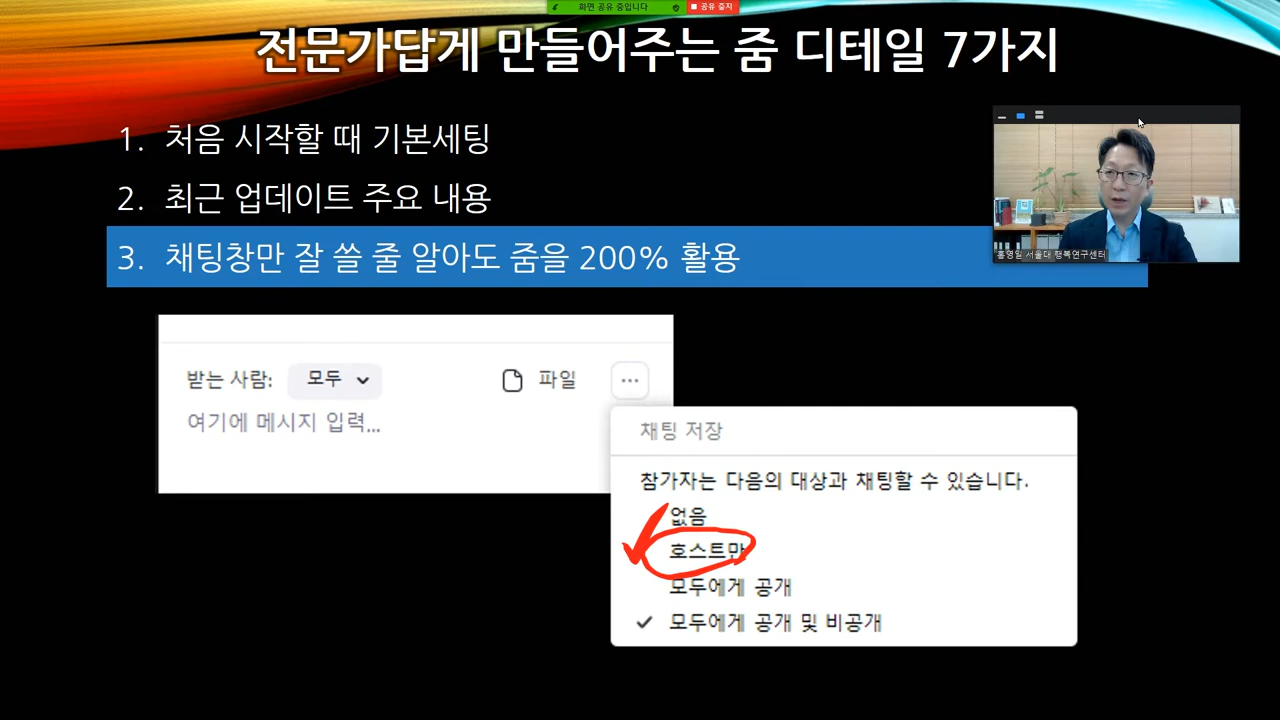 화면 공유 중입니다 공유 중지
전문가답게 만들어주는 줌 디테일 7가지
1. 처음 시작할 때 기본세팅
2. 최근 업데이트 주요 내용
3. 채팅창만 잘 쓸 줄 알아도 줌을 200% 활용
홍영일 서울대 행복연구센터
받는 사람: 모두 파일 ...
여기에 메시지 입력...
채팅 저장
참가자는 다음의 대상과 채팅할 수 있습니다.
없음
호스트만
모두에게 공개
모두에게 공개 및 비공개